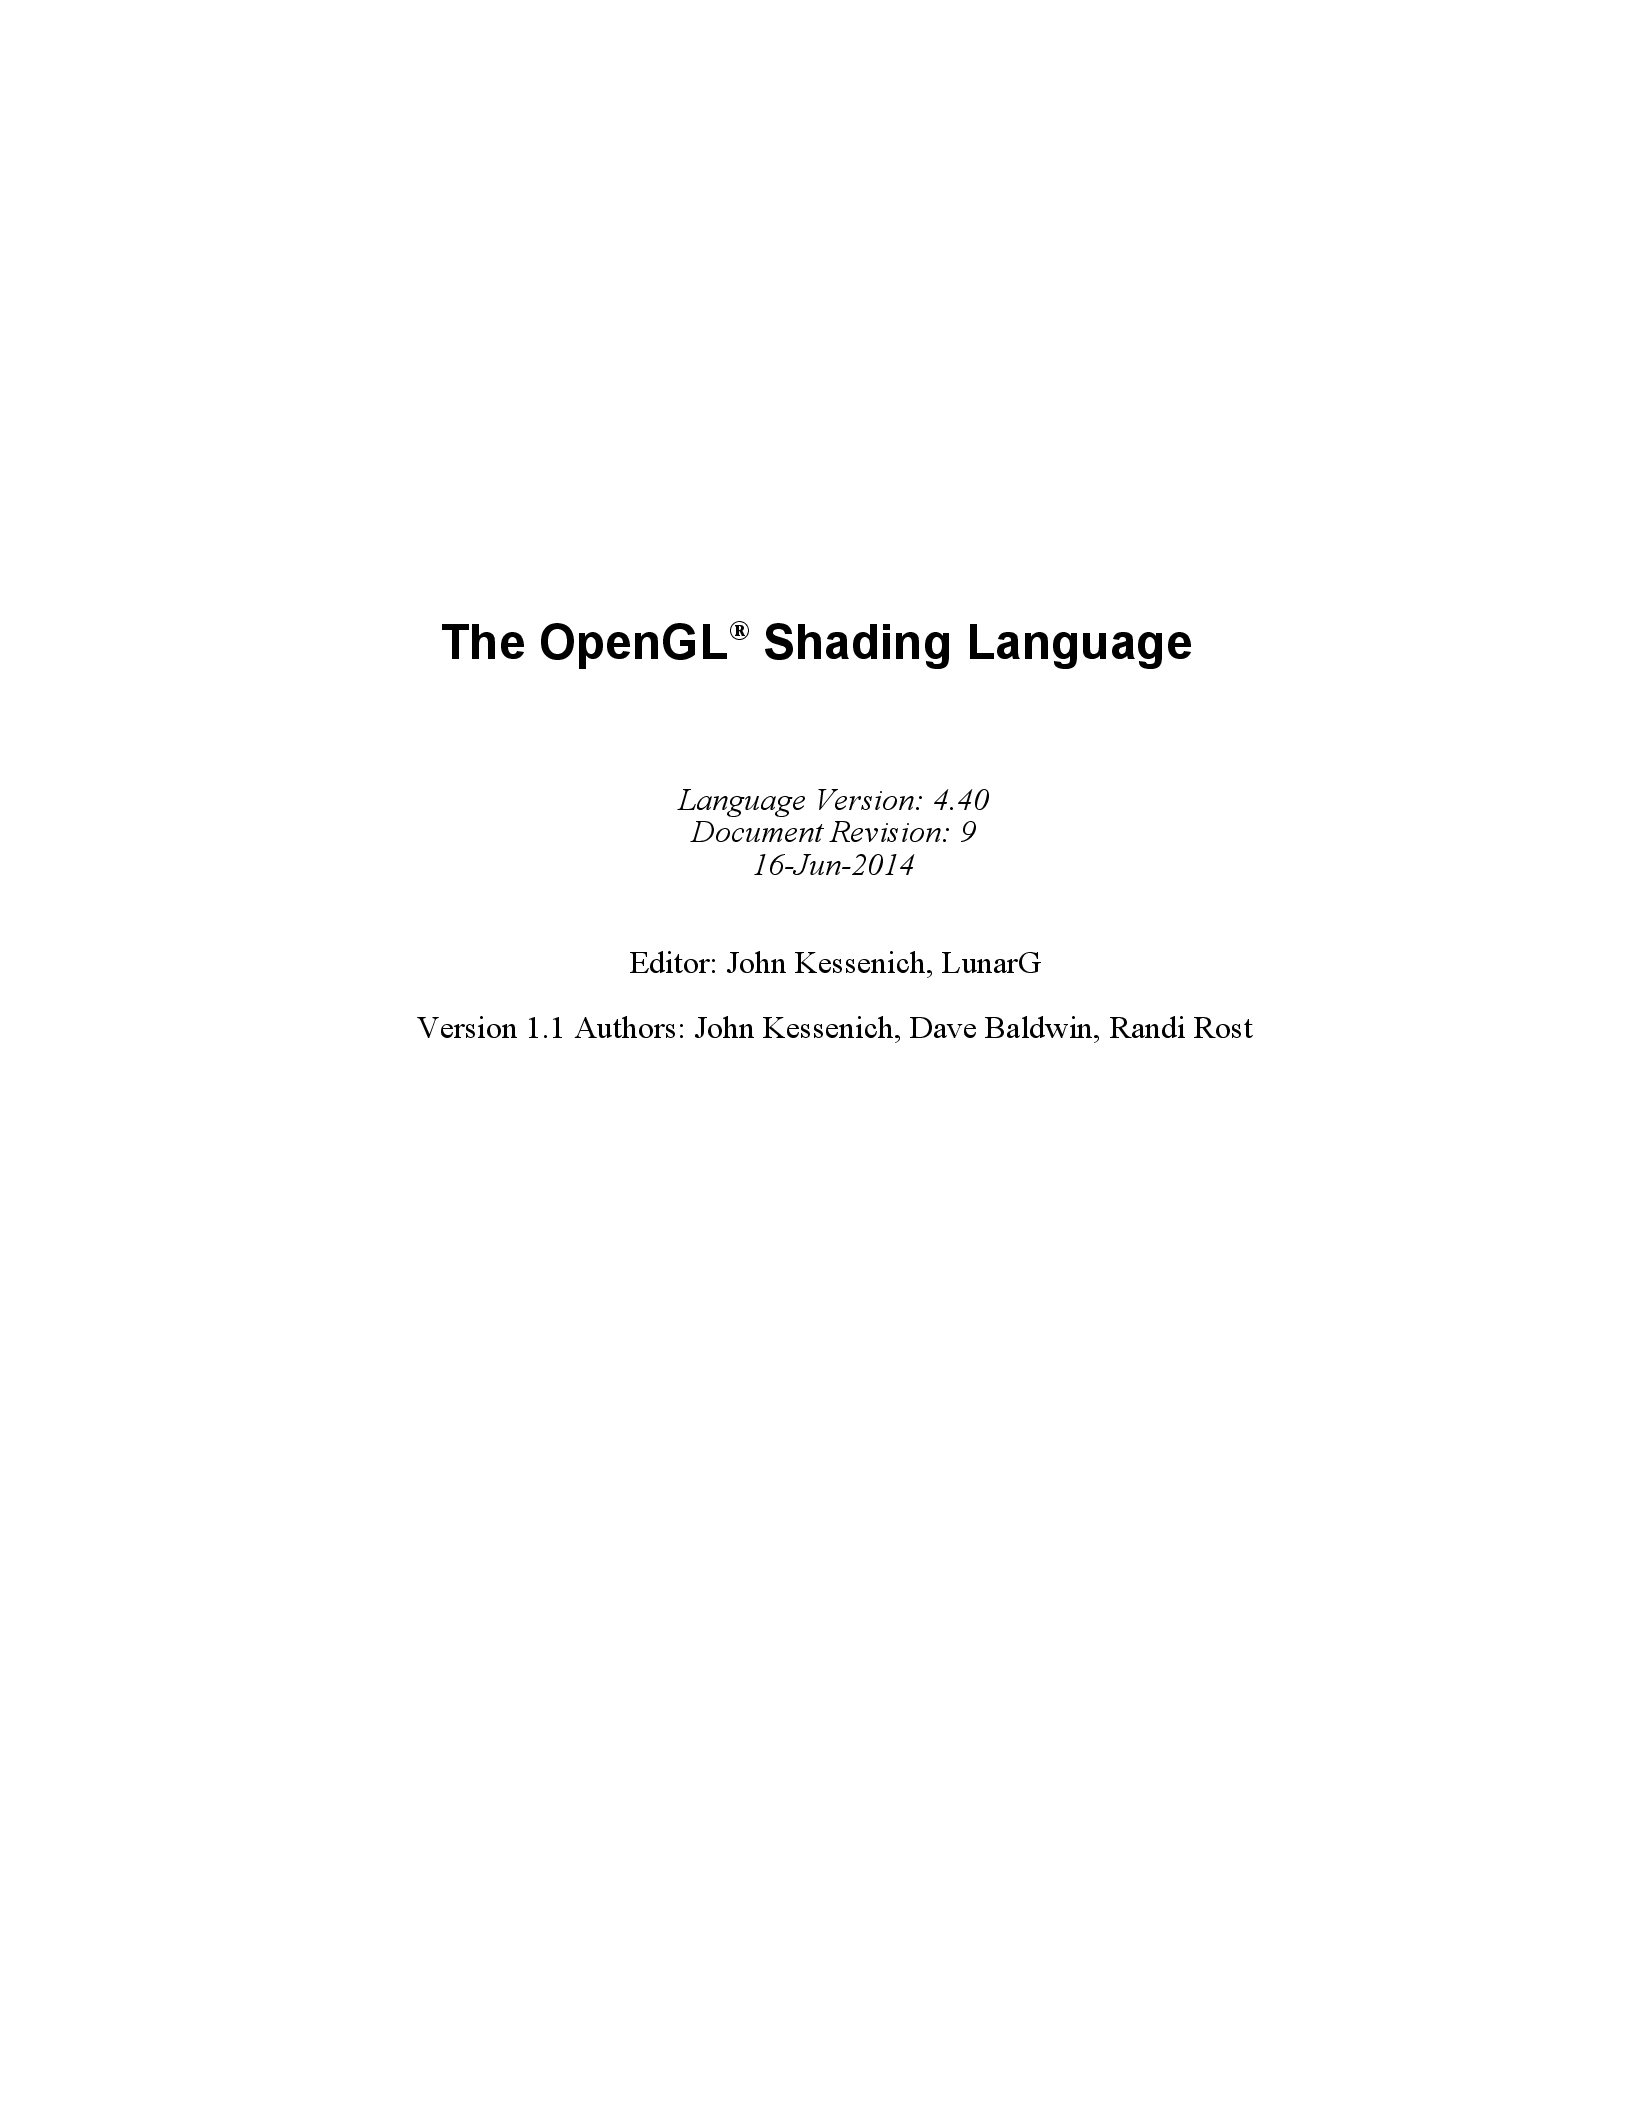 The OpenGL® Shading Language
Language Version: 4.40
Document Revision: 9
16-Jun-2014
Editor: John Kessenich, LunarG
Version 1.1 Authors: John Kessenich, Dave Baldwin, Randi Rost